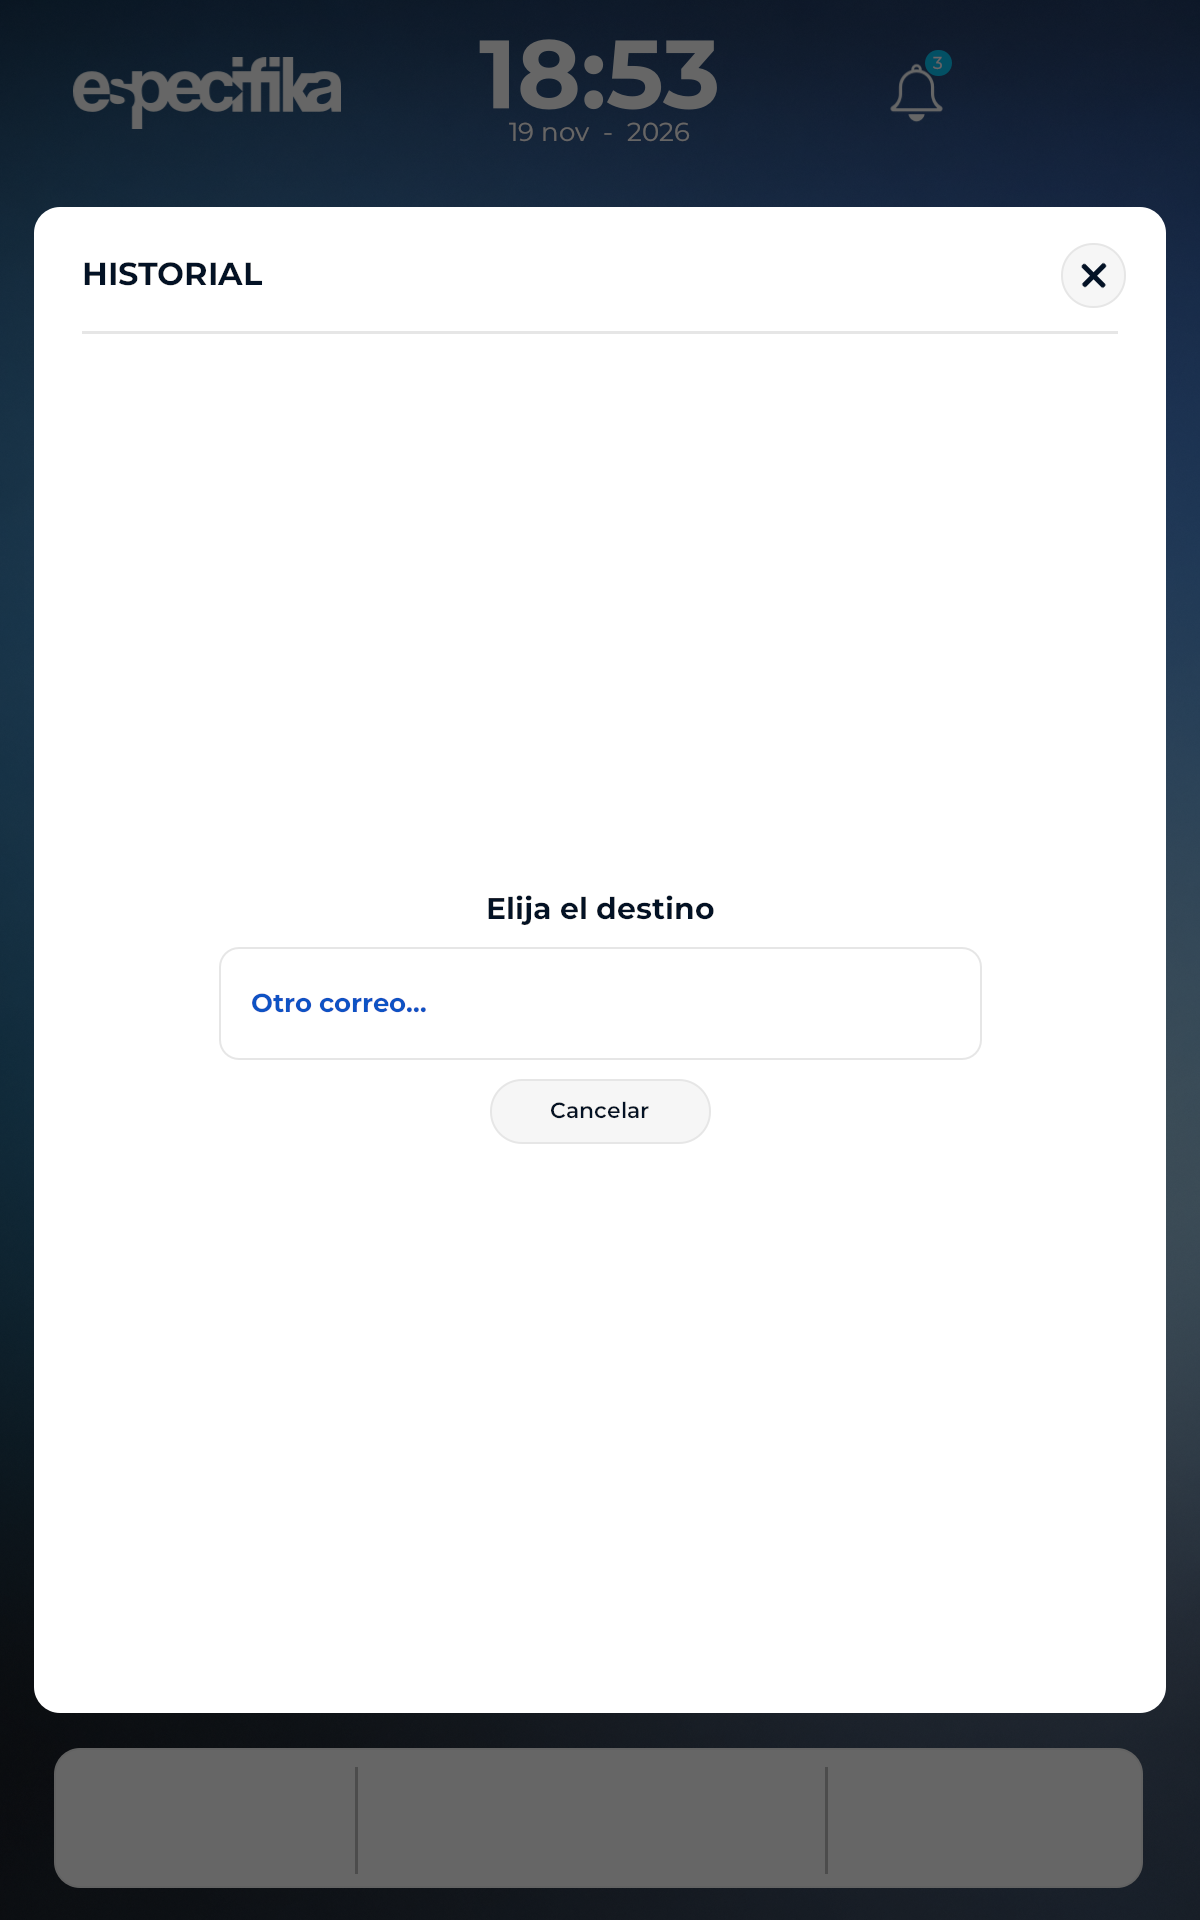 especifika
18:53
3
19 nov - 2026
HISTORIAL
Elija el destino
Otro correo...
Cancelar